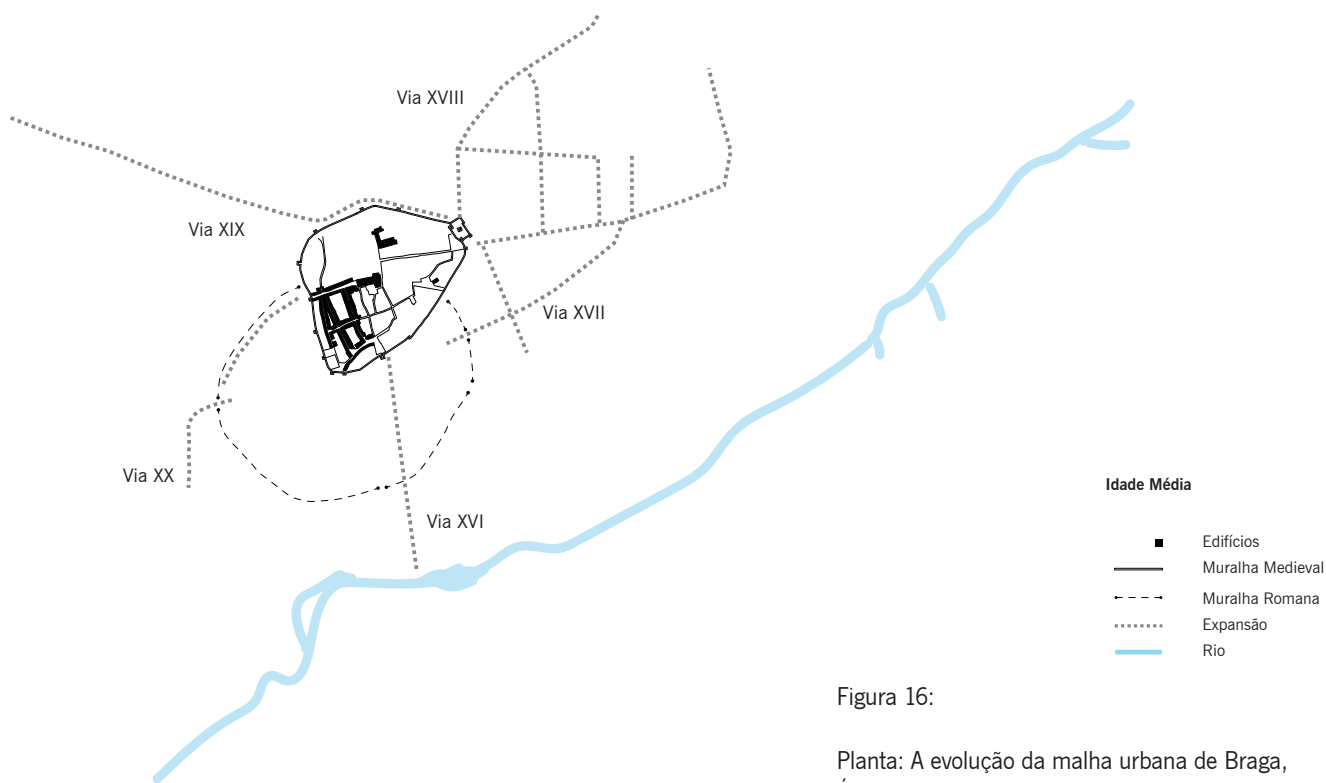 Via XVIII
Via XIX
Via XVII
Via XX
Via XVI
Idade Média
Edifícios
Muralha Medieval
Muralha Romana
Expansão
Rio
Figura 16:
Planta: A evolução da malha urbana de Braga,